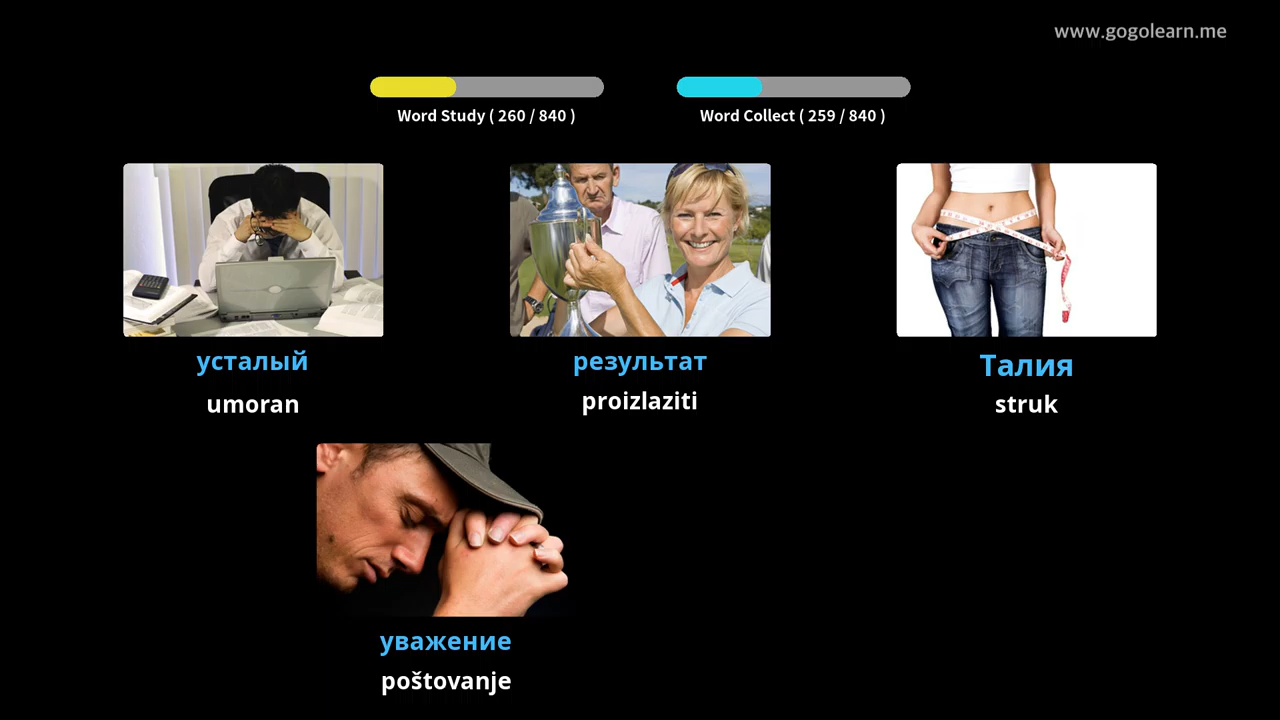 www.gogolearn.me
Word Study ( 260 / 840 )
Word Collect ( 259 / 840 )
усталый
umoran
результат
proizlaziti
Талия
struk
уважение
poštovanje